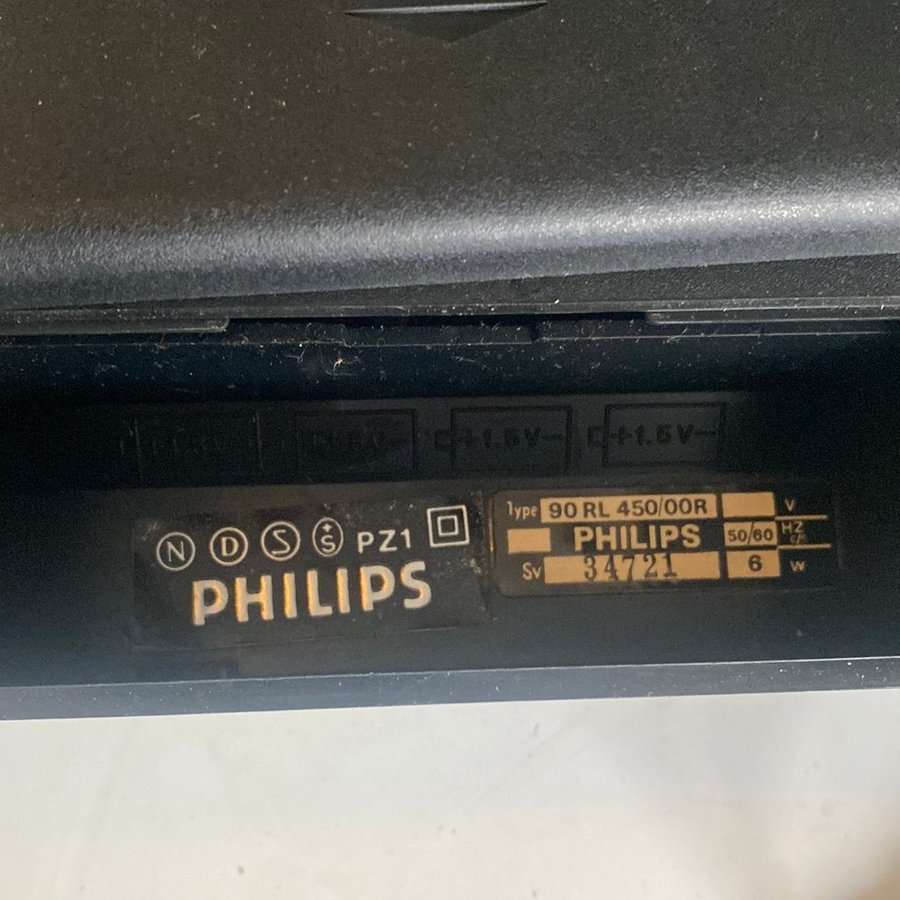 +1.5V− +1.5V−
N D S +S PZ1
PHILIPS
Type 90 RL 450/00R V
PHILIPS 50/60 HZ
Sv 34721 6 W